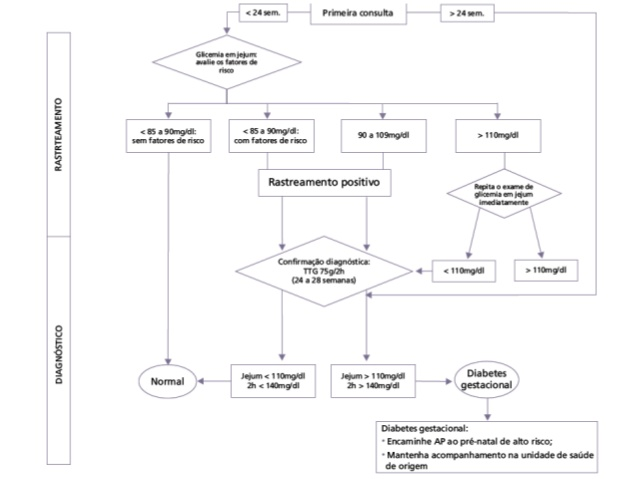 < 24 sem.
Primeira consulta
> 24 sem.
Glicemia em jejum:
avalie os fatores de
risco
RASTRTEAMENTO
< 85 a 90mg/dl:
sem fatores de risco
< 85 a 90mg/dl:
com fatores de risco
90 a 109mg/dl
> 110mg/dl
Rastreamento positivo
Repita o exame de
glicemia em jejum
imediatamente
Confirmação diagnóstica:
TTG 75g/2h
(24 a 28 semanas)
< 110mg/dl
> 110mg/dl
DIAGNÓSTICO
Normal
Jejum < 110mg/dl
2h < 140mg/dl
Jejum > 110mg/dl
2h > 140mg/dl
Diabetes
gestacional
Diabetes gestacional:
· Encaminhe AP ao pré-natal de alto risco;
· Mantenha acompanhamento na unidade de saúde
de origem